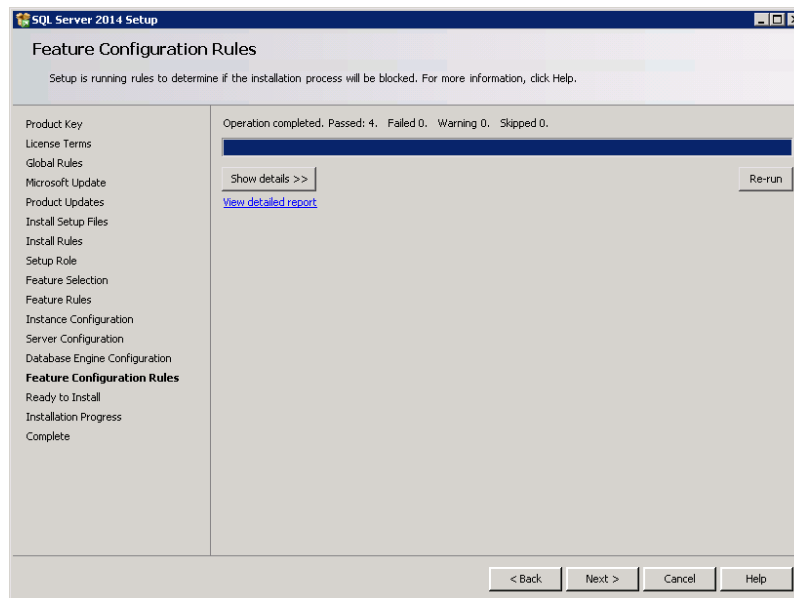 SQL Server 2014 Setup
Feature Configuration Rules
Setup is running rules to determine if the installation process will be blocked. For more information, click Help.
Product Key
License Terms
Global Rules
Microsoft Update
Product Updates
Install Setup Files
Install Rules
Setup Role
Feature Selection
Feature Rules
Instance Configuration
Server Configuration
Database Engine Configuration
Feature Configuration Rules
Ready to Install
Installation Progress
Complete
Operation completed. Passed: 4.   Failed 0.   Warning 0.   Skipped 0.
Show details >>
Re-run
View detailed report
< Back
Next >
Cancel
Help